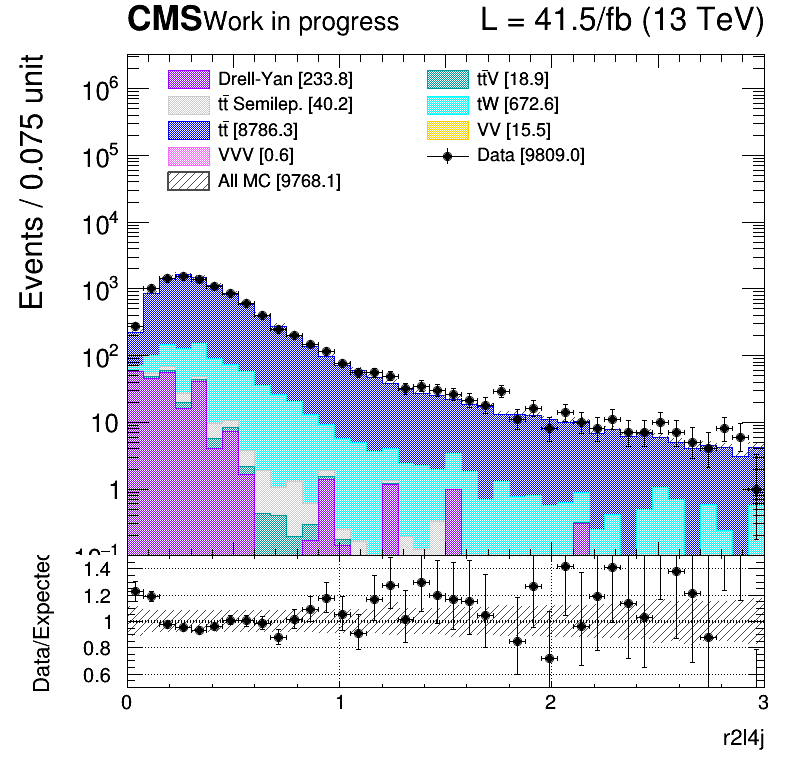 CMS Work in progress L = 41.5/fb (13 TeV)
Events / 0.075 unit
10⁶
10⁵
10⁴
10³
10²
10
1
10⁻¹
Drell-Yan [233.8]
tt̄ Semilep. [40.2]
tt̄ [8786.3]
VVV [0.6]
All MC [9768.1]
tt̄V [18.9]
tW [672.6]
VV [15.5]
Data [9809.0]
Data/Expected
1.4
1.2
1
0.8
0.6
0 1 2 3
r2l4j